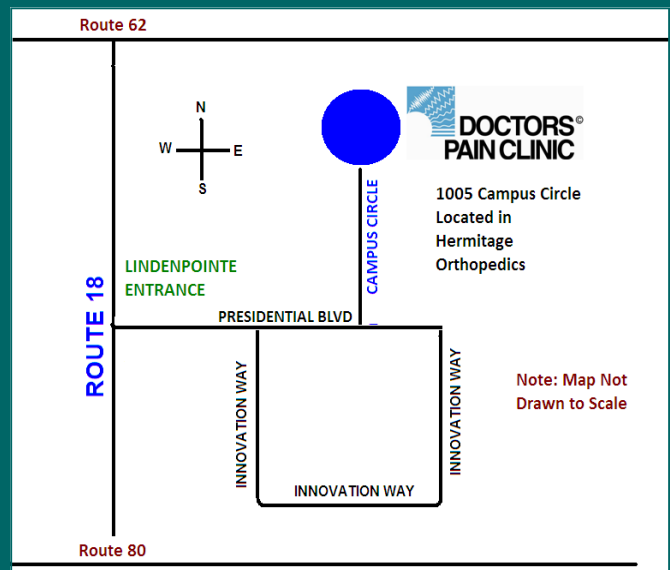 Route 62
N
W
E
S
DOCTORS©
PAIN CLINIC
1005 Campus Circle
Located in
Hermitage
Orthopedics
CAMPUS CIRCLE
LINDENPOINTE
ENTRANCE
ROUTE 18
PRESIDENTIAL BLVD
INNOVATION WAY
INNOVATION WAY
INNOVATION WAY
Note: Map Not
Drawn to Scale
Route 80